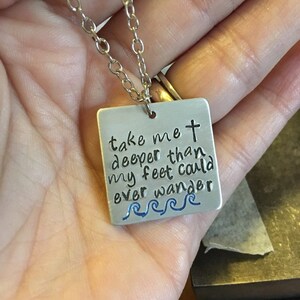 take me
deeper than
my feet could
ever wander